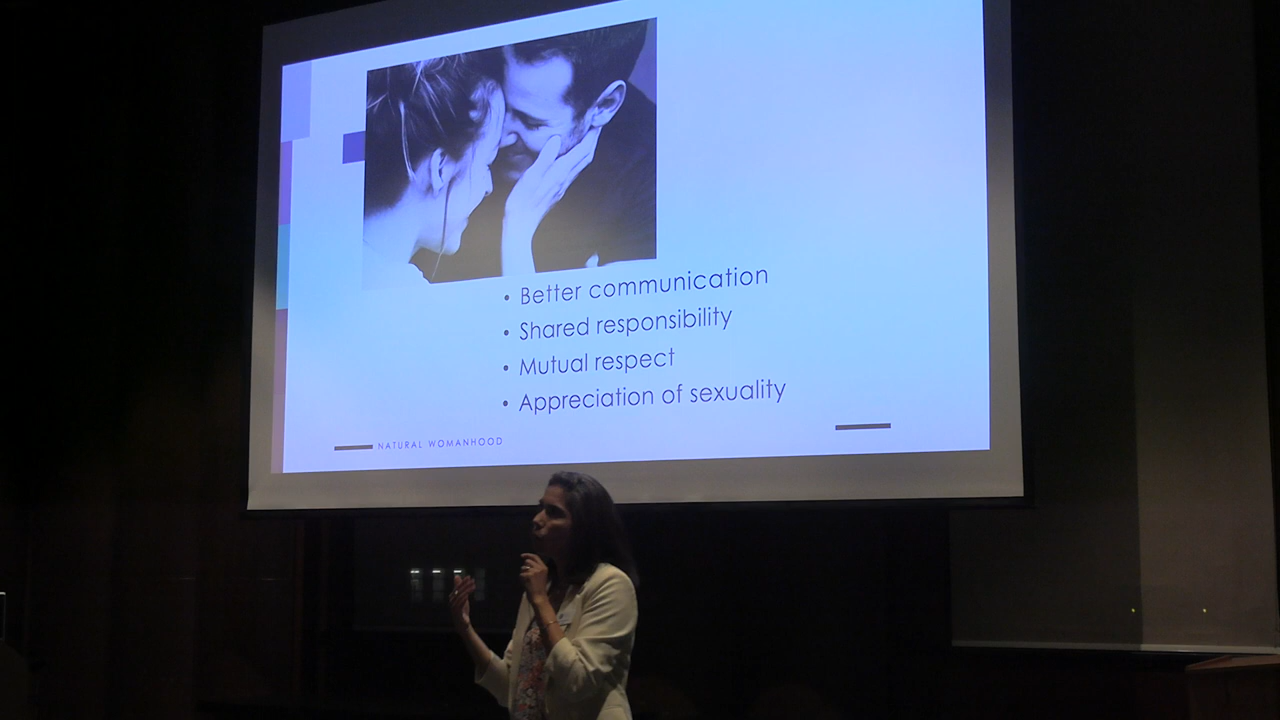 • Better communication
• Shared responsibility
• Mutual respect
• Appreciation of sexuality
NATURAL WOMANHOOD